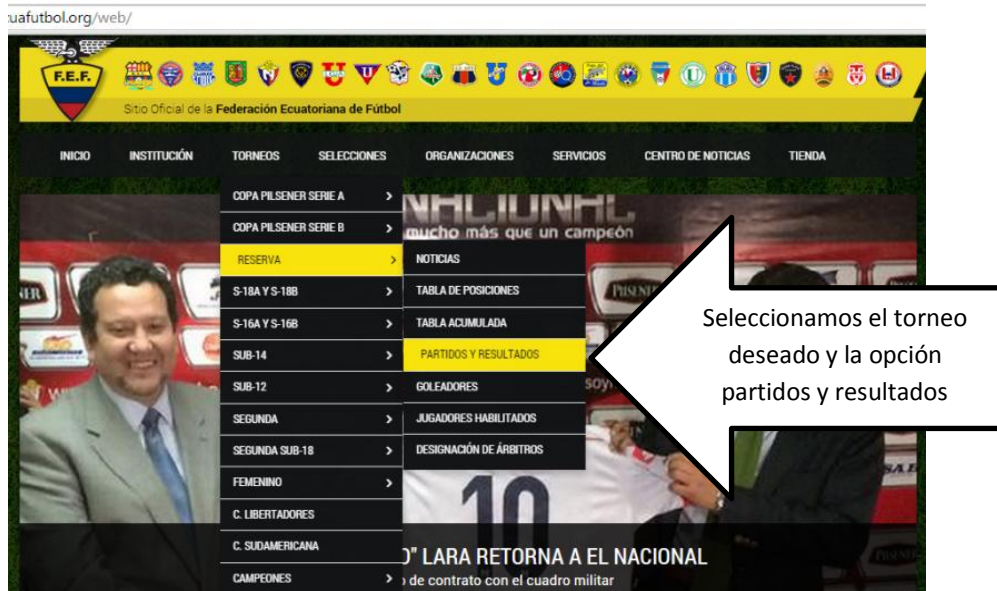 uafutbol.org/web/
F.E.F.
Sitio Oficial de la Federación Ecuatoriana de Fútbol
INICIO INSTITUCIÓN TORNEOS SELECCIONES ORGANIZACIONES SERVICIOS CENTRO DE NOTICIAS TIENDA
COPA PILSENER SERIE A >
COPA PILSENER SERIE B >
RESERVA >
S-18A Y S-18B >
S-16A Y S-16B >
SUB-14 >
SUB-12 >
SEGUNDA >
SEGUNDA SUB-18 >
FEMENINO >
C. LIBERTADORES
C. SUDAMERICANA
CAMPEONES >
NOTICIAS
TABLA DE POSICIONES
TABLA ACUMULADA
PARTIDOS Y RESULTADOS
GOLEADORES
JUGADORES HABILITADOS
DESIGNACIÓN DE ÁRBITROS
mucho más que un campeón
Seleccionamos el torneo
deseado y la opción
partidos y resultados
10
" LARA RETORNA A EL NACIONAL
de contrato con el cuadro militar